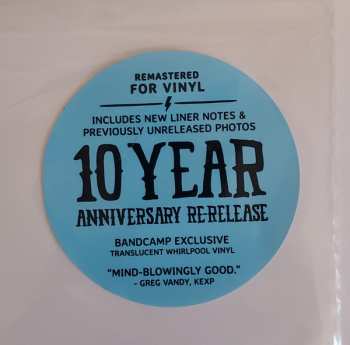 REMASTERED
FOR VINYL
INCLUDES NEW LINER NOTES &
PREVIOUSLY UNRELEASED PHOTOS
10 YEAR
ANNIVERSARY RE-RELEASE
BANDCAMP EXCLUSIVE
TRANSLUCENT WHIRLPOOL VINYL
"MIND-BLOWINGLY GOOD."
- GREG VANDY, KEXP